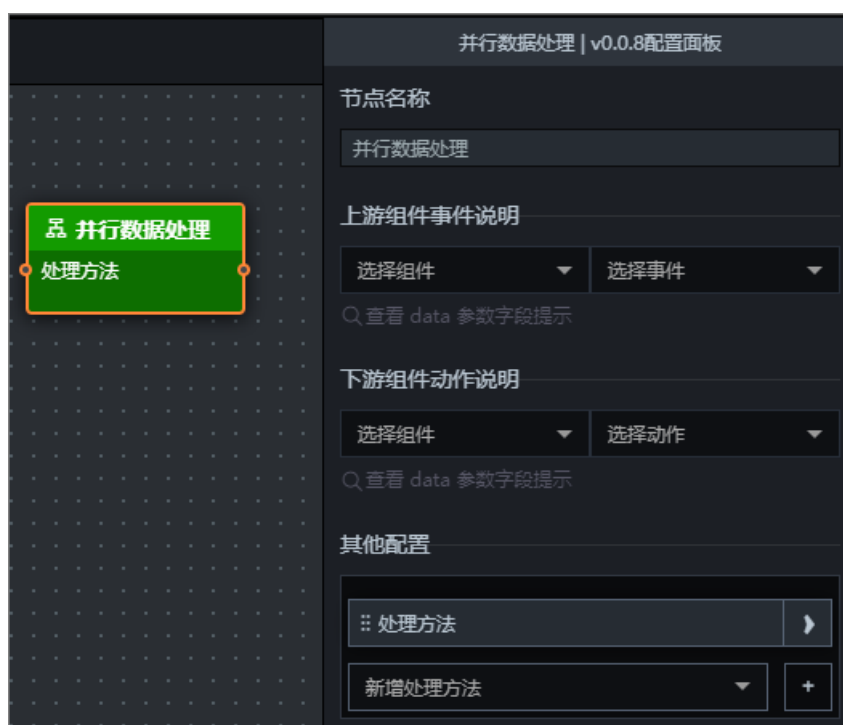 并行数据处理 | v0.0.8配置面板
节点名称
并行数据处理
并行数据处理
处理方法
上游组件事件说明
选择组件 选择事件
查看 data 参数字段提示
下游组件动作说明
选择组件 选择动作
查看 data 参数字段提示
其他配置
处理方法
新增处理方法 +